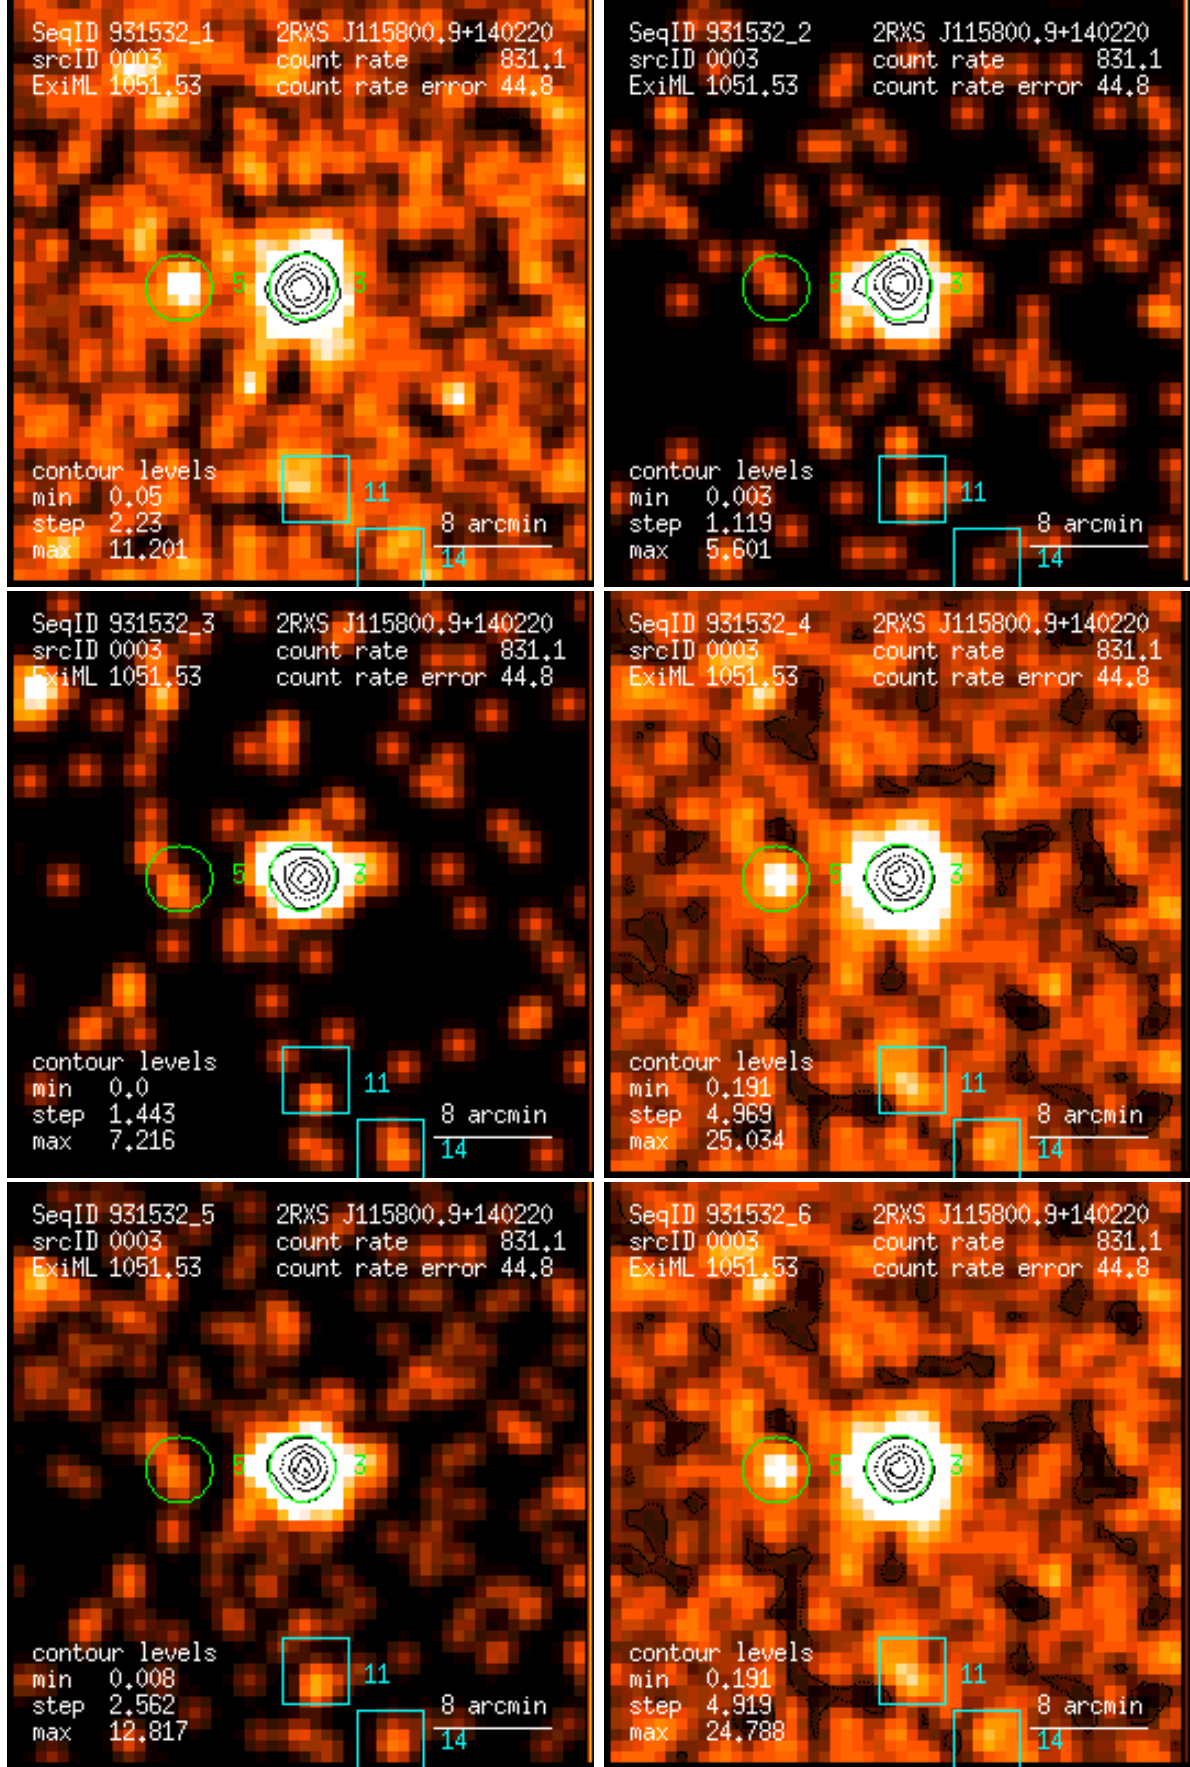 SeqID 931532_1 2RXS J115800.9+140220
srcID 0003 count rate 831.1
ExiML 1051.53 count rate error 44.8
5 3
contour levels
min 0.05 11
step 2.23 8 arcmin
max 11.201 14
SeqID 931532_2 2RXS J115800.9+140220
srcID 0003 count rate 831.1
ExiML 1051.53 count rate error 44.8
5 3
contour levels
min 0.003 11
step 1.119 8 arcmin
max 5.601 14
SeqID 931532_3 2RXS J115800.9+140220
srcID 0003 count rate 831.1
ExiML 1051.53 count rate error 44.8
5 3
contour levels
min 0.0 11
step 1.443 8 arcmin
max 7.216 14
SeqID 931532_4 2RXS J115800.9+140220
srcID 0003 count rate 831.1
ExiML 1051.53 count rate error 44.8
5 3
contour levels
min 0.191 11
step 4.969 8 arcmin
max 25.034 14
SeqID 931532_5 2RXS J115800.9+140220
srcID 0003 count rate 831.1
ExiML 1051.53 count rate error 44.8
5 3
contour levels
min 0.008 11
step 2.562 8 arcmin
max 12.817 14
SeqID 931532_6 2RXS J115800.9+140220
srcID 0003 count rate 831.1
ExiML 1051.53 count rate error 44.8
5 3
contour levels
min 0.191 11
step 4.919 8 arcmin
max 24.788 14